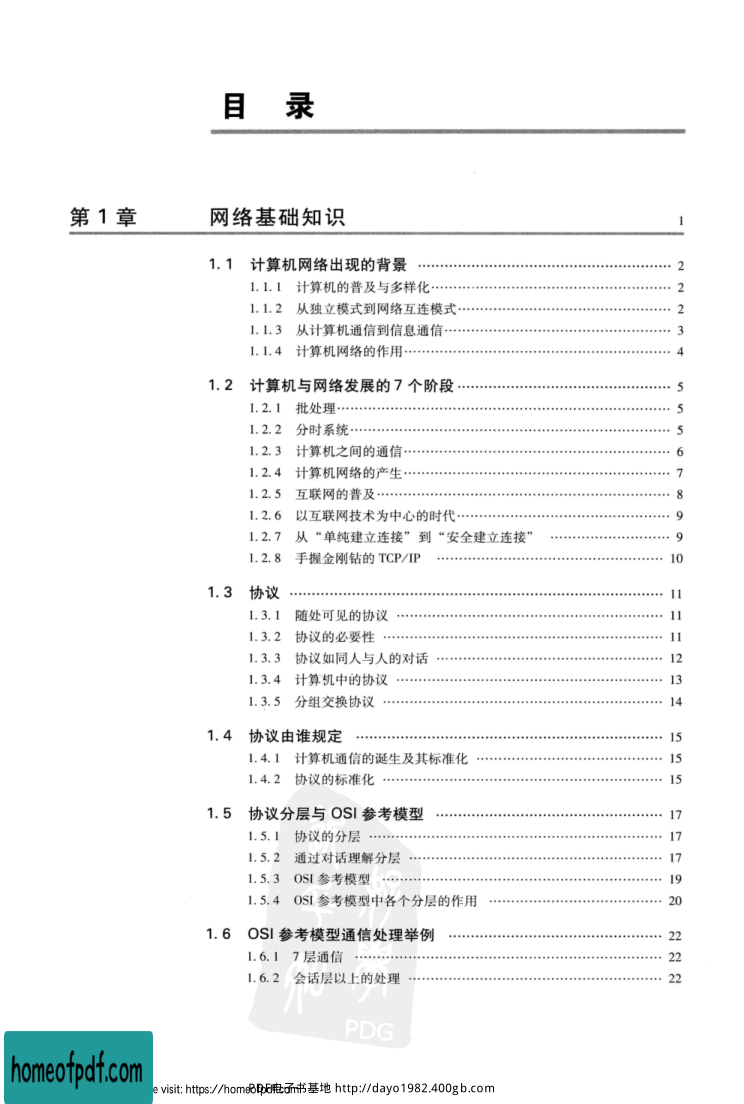 目 录
第 1 章 网络基础知识 1
1.1 计算机网络出现的背景 …… 2
1.1.1 计算机的普及与多样化 …… 2
1.1.2 从独立模式到网络互连模式 …… 2
1.1.3 从计算机通信到信息通信 …… 3
1.1.4 计算机网络的作用 …… 4
1.2 计算机与网络发展的 7 个阶段 …… 5
1.2.1 批处理 …… 5
1.2.2 分时系统 …… 5
1.2.3 计算机之间的通信 …… 6
1.2.4 计算机网络的产生 …… 7
1.2.5 互联网的普及 …… 8
1.2.6 以互联网技术为中心的时代 …… 9
1.2.7 从“单纯建立连接”到“安全建立连接” …… 9
1.2.8 手握金刚钻的 TCP/IP …… 10
1.3 协议 …… 11
1.3.1 随处可见的协议 …… 11
1.3.2 协议的必要性 …… 11
1.3.3 协议如同人与人的对话 …… 12
1.3.4 计算机中的协议 …… 13
1.3.5 分组交换协议 …… 14
1.4 协议由谁规定 …… 15
1.4.1 计算机通信的诞生及其标准化 …… 15
1.4.2 协议的标准化 …… 15
1.5 协议分层与 OSI 参考模型 …… 17
1.5.1 协议的分层 …… 17
1.5.2 通过对话理解分层 …… 17
1.5.3 OSI 参考模型 …… 19
1.5.4 OSI 参考模型中各个分层的作用 …… 20
1.6 OSI 参考模型通信处理举例 …… 22
1.6.1 7 层通信 …… 22
1.6.2 会话层以上的处理 …… 22
PDG
homeofpdf.com
e visit: https://homeofpdf.com
PDF电子书基地 http://dayo1982.400gb.com